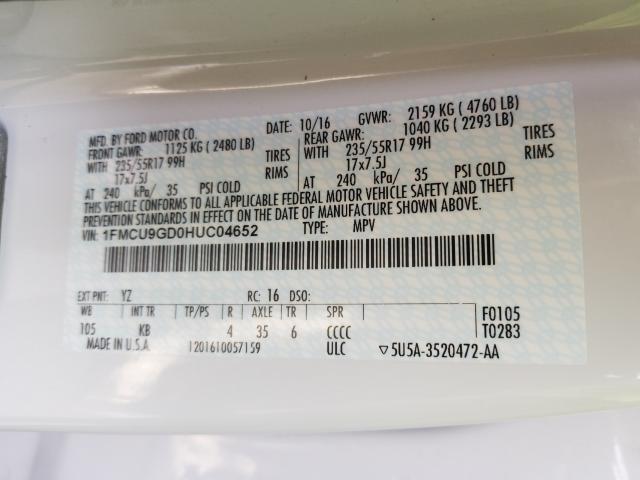 MFD. BY FORD MOTOR CO.
DATE: 10/16 GVWR: 2159 KG ( 4760 LB)
FRONT GAWR: 1125 KG ( 2480 LB) REAR GAWR: 1040 KG ( 2293 LB)
WITH 235/55R17 99H TIRES WITH 235/55R17 99H TIRES
17x7.5J RIMS 17x7.5J RIMS
AT 240 kPa/ 35 PSI COLD AT 240 kPa/ 35 PSI COLD
THIS VEHICLE CONFORMS TO ALL APPLICABLE FEDERAL MOTOR VEHICLE SAFETY AND THEFT
PREVENTION STANDARDS IN EFFECT ON THE DATE OF MANUFACTURE SHOWN ABOVE.
VIN: 1FMCU9GD0HUC04652 TYPE: MPV
EXT PNT: YZ RC: 16 DSO:
WB INT TR TP/PS R AXLE TR SPR F0105
105 KB 4 35 6 CCCC T0283
MADE IN U.S.A. 1201610057159 ULC ▽5U5A-3520472-AA